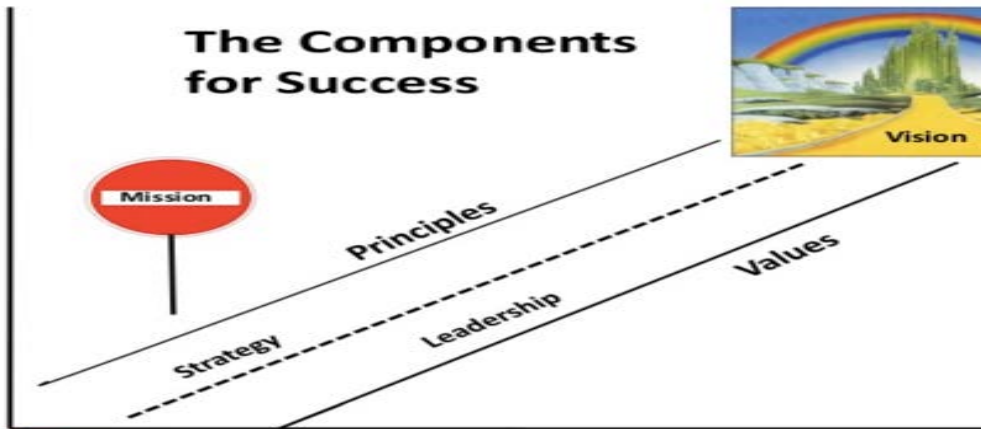 The Components
for Success
Vision
Mission
Principles
Values
Leadership
Strategy